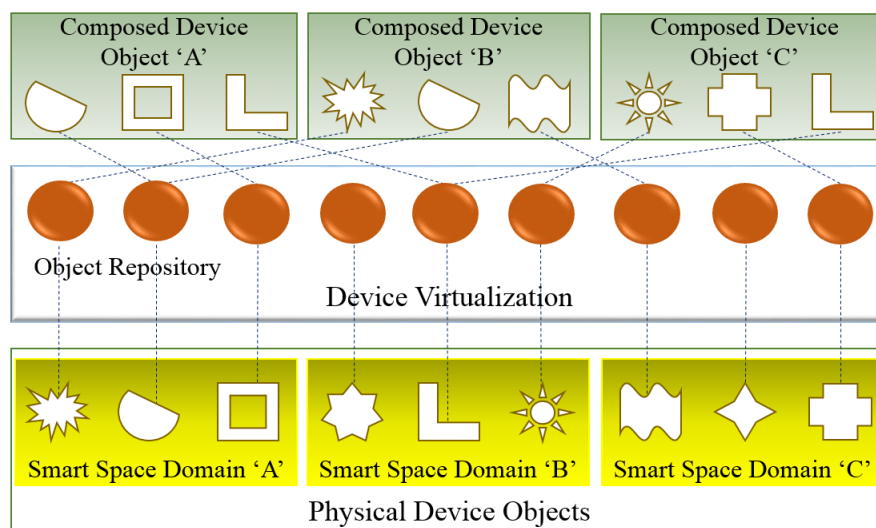 Composed Device
Object ‘A’
Composed Device
Object ‘B’
Composed Device
Object ‘C’
Object Repository
Device Virtualization
Smart Space Domain ‘A’
Smart Space Domain ‘B’
Smart Space Domain ‘C’
Physical Device Objects